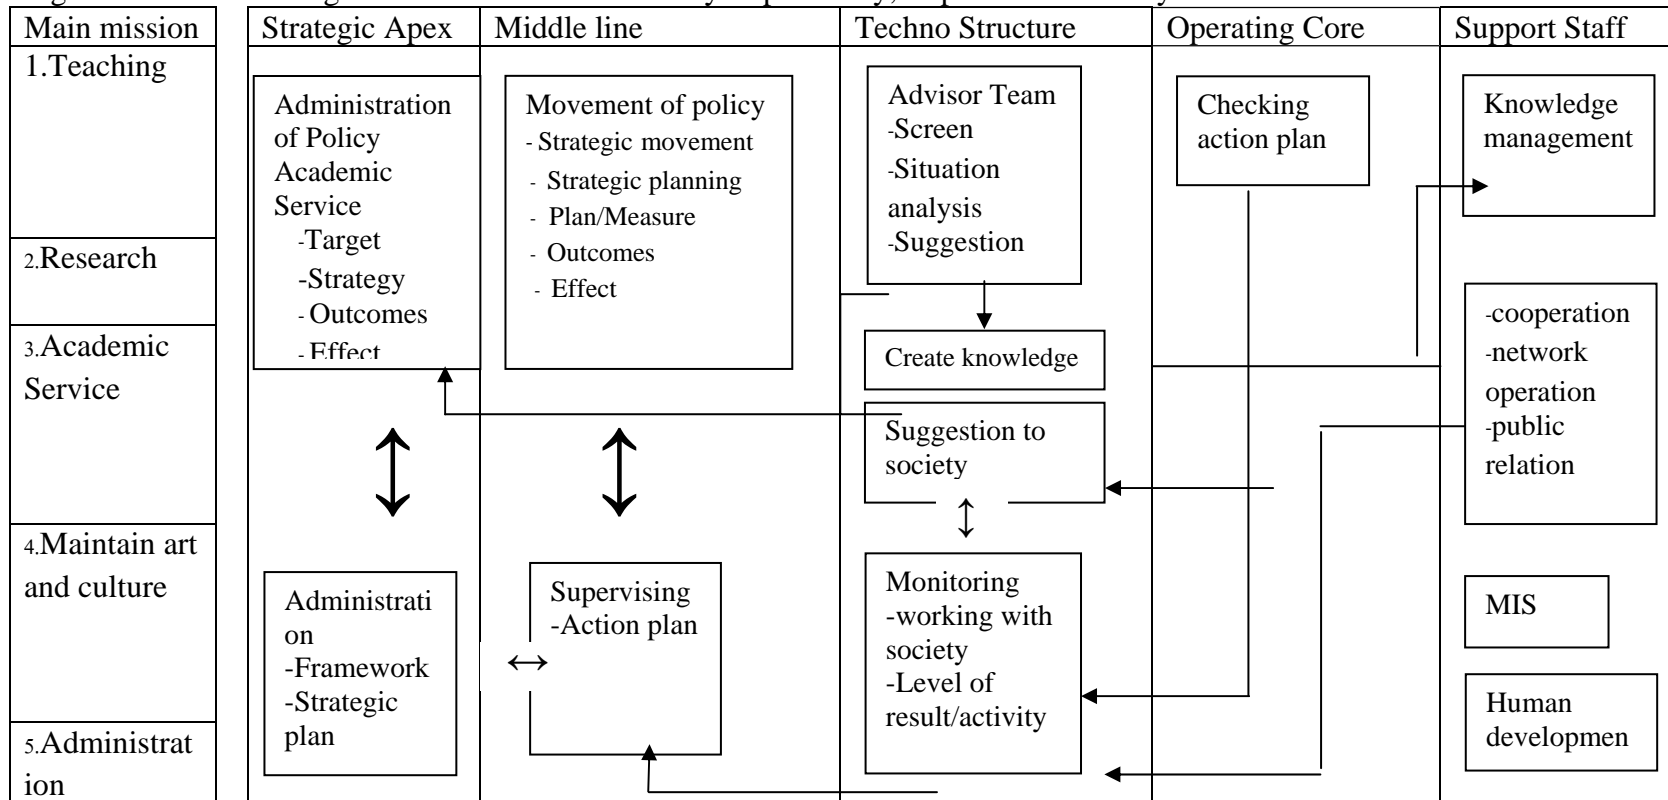 Main mission
Strategic Apex
Middle line
Techno Structure
Operating Core
Support Staff
1.Teaching
2.Research
3.Academic
Service
4.Maintain art
and culture
5.Administrat
ion
Administration
of Policy
Academic
Service
-Target
-Strategy
- Outcomes
- Effect
Administrati
on
-Framework
-Strategic
plan
Movement of policy
- Strategic movement
- Strategic planning
- Plan/Measure
- Outcomes
- Effect
Supervising
-Action plan
Advisor Team
-Screen
-Situation
analysis
-Suggestion
Create knowledge
Suggestion to
society
Monitoring
-working with
society
-Level of
result/activity
Checking
action plan
Knowledge
management
-cooperation
-network
operation
-public
relation
MIS
Human
developmen